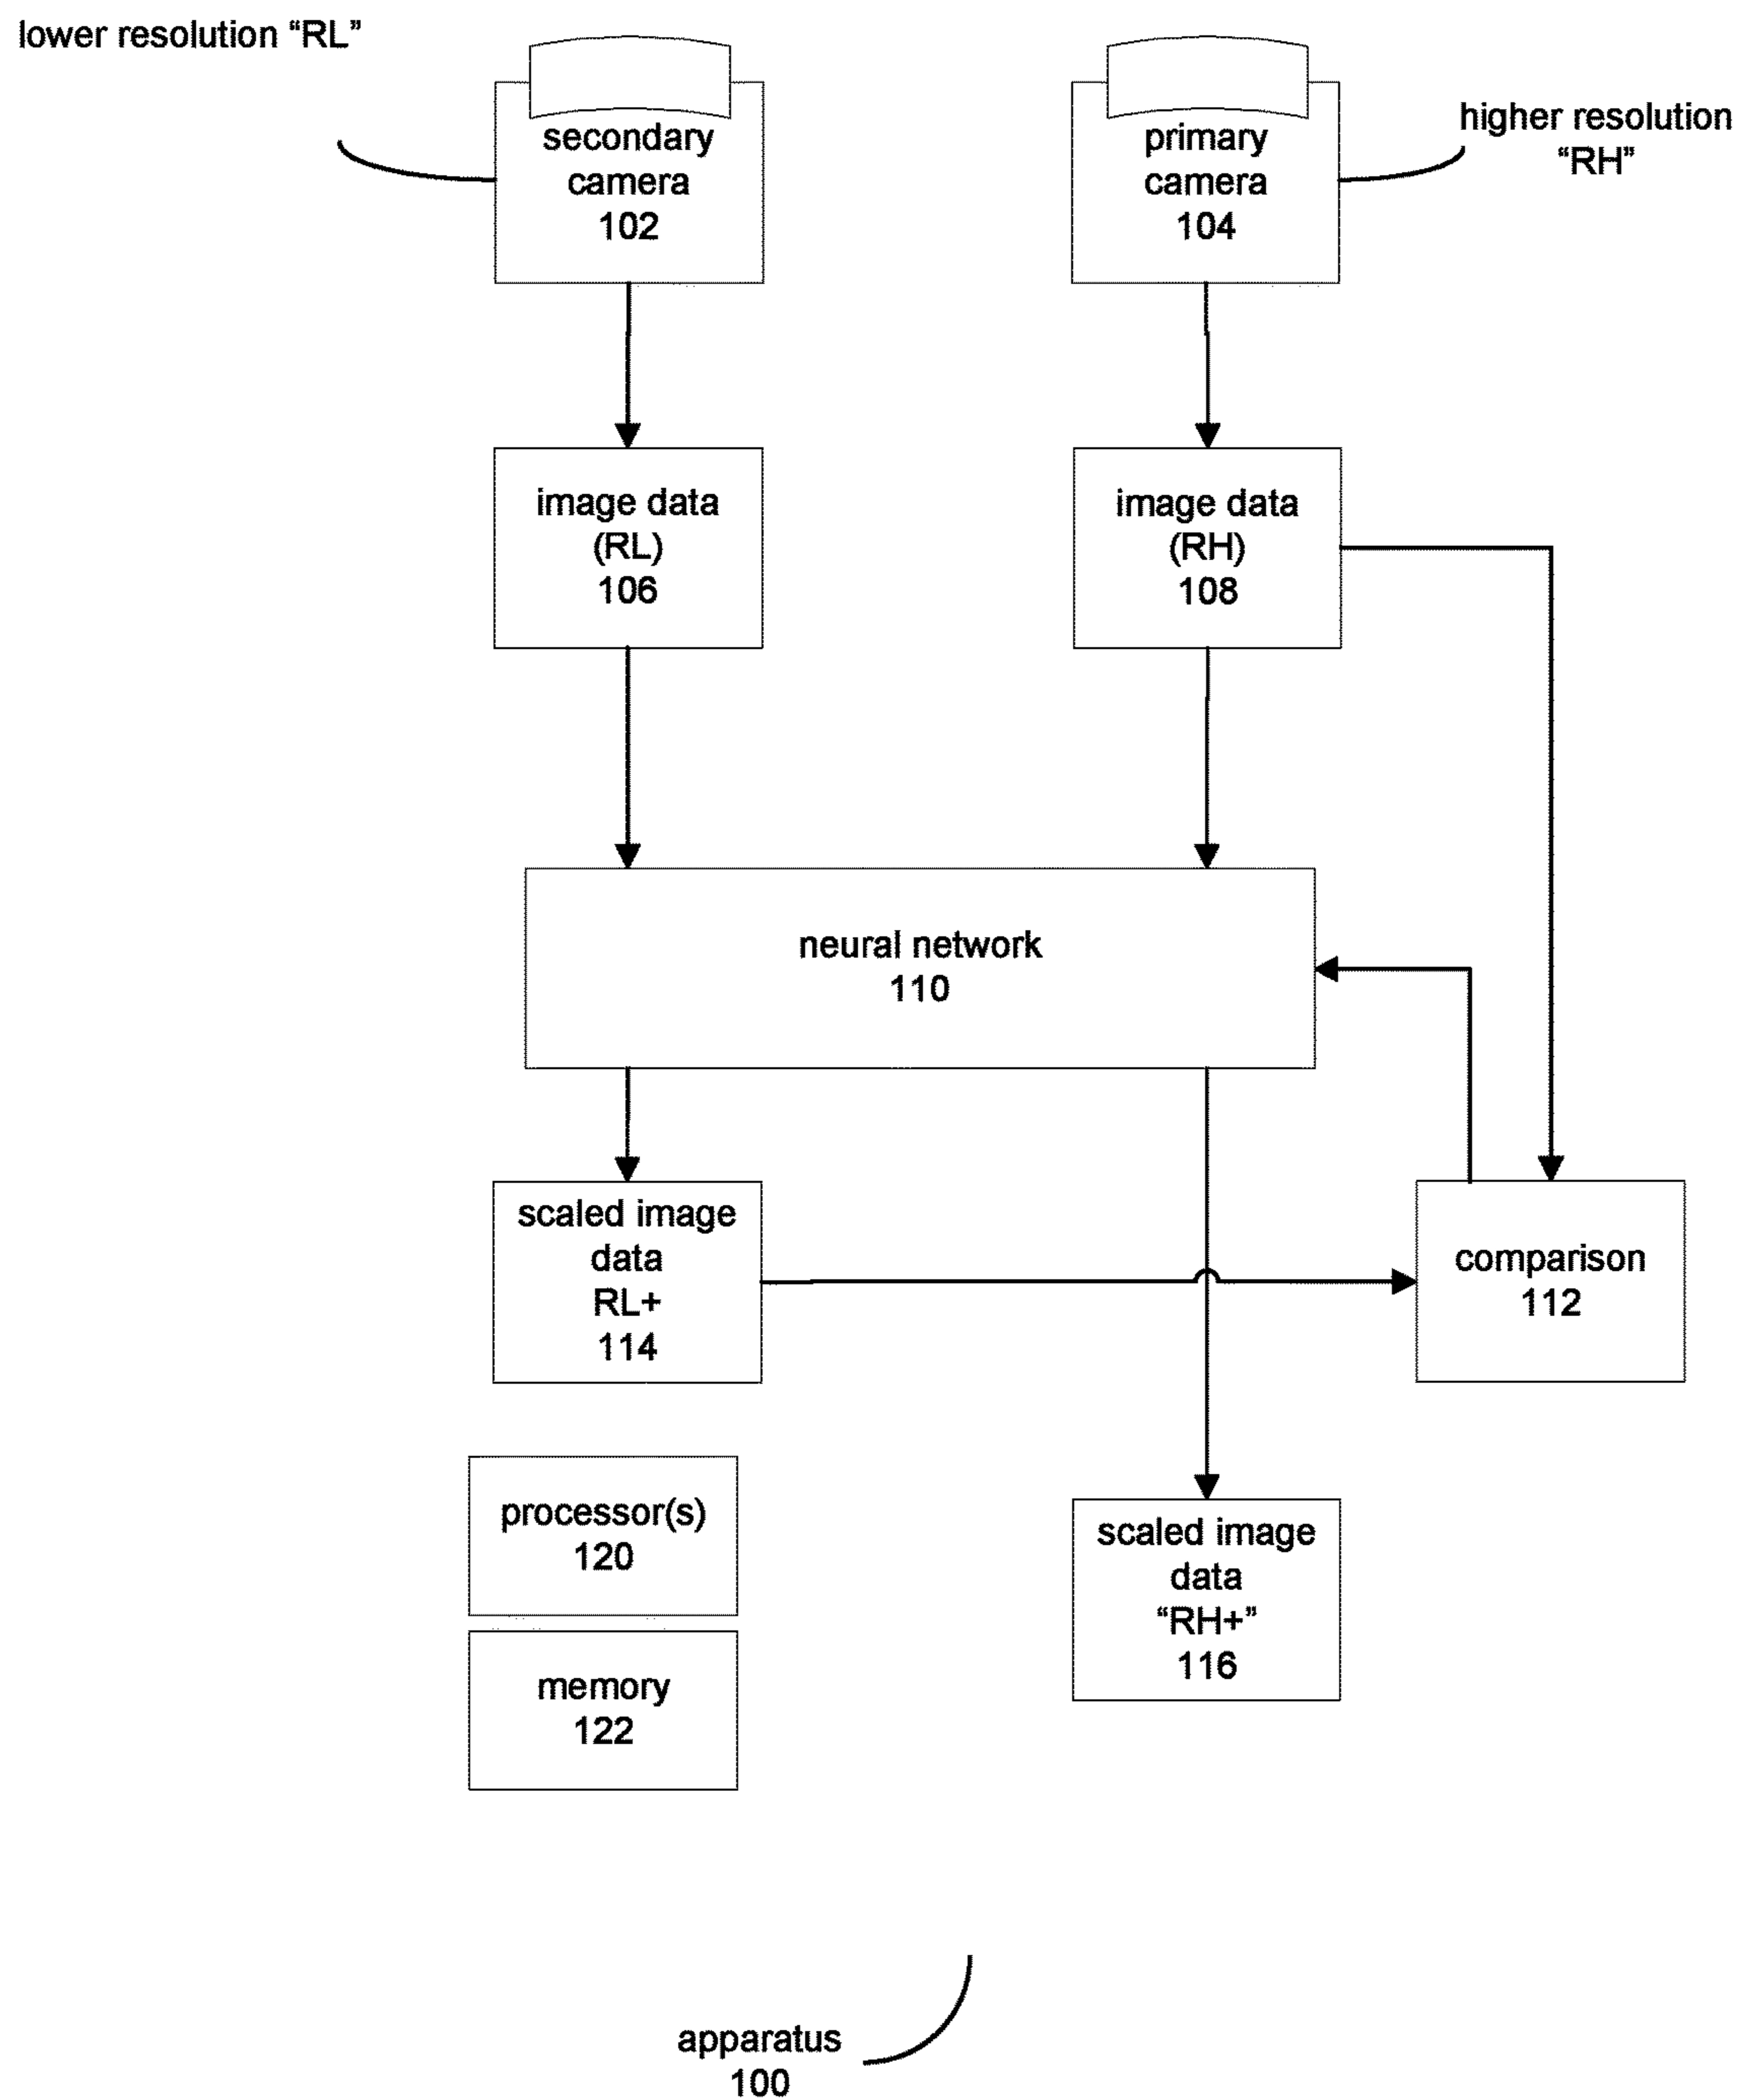 lower resolution “RL”
secondary
camera
102
primary
camera
104
higher resolution
“RH”
image data
(RL)
106
image data
(RH)
108
neural network
110
scaled image
data
RL+
114
comparison
112
processor(s)
120
scaled image
data
“RH+”
116
memory
122
apparatus
100